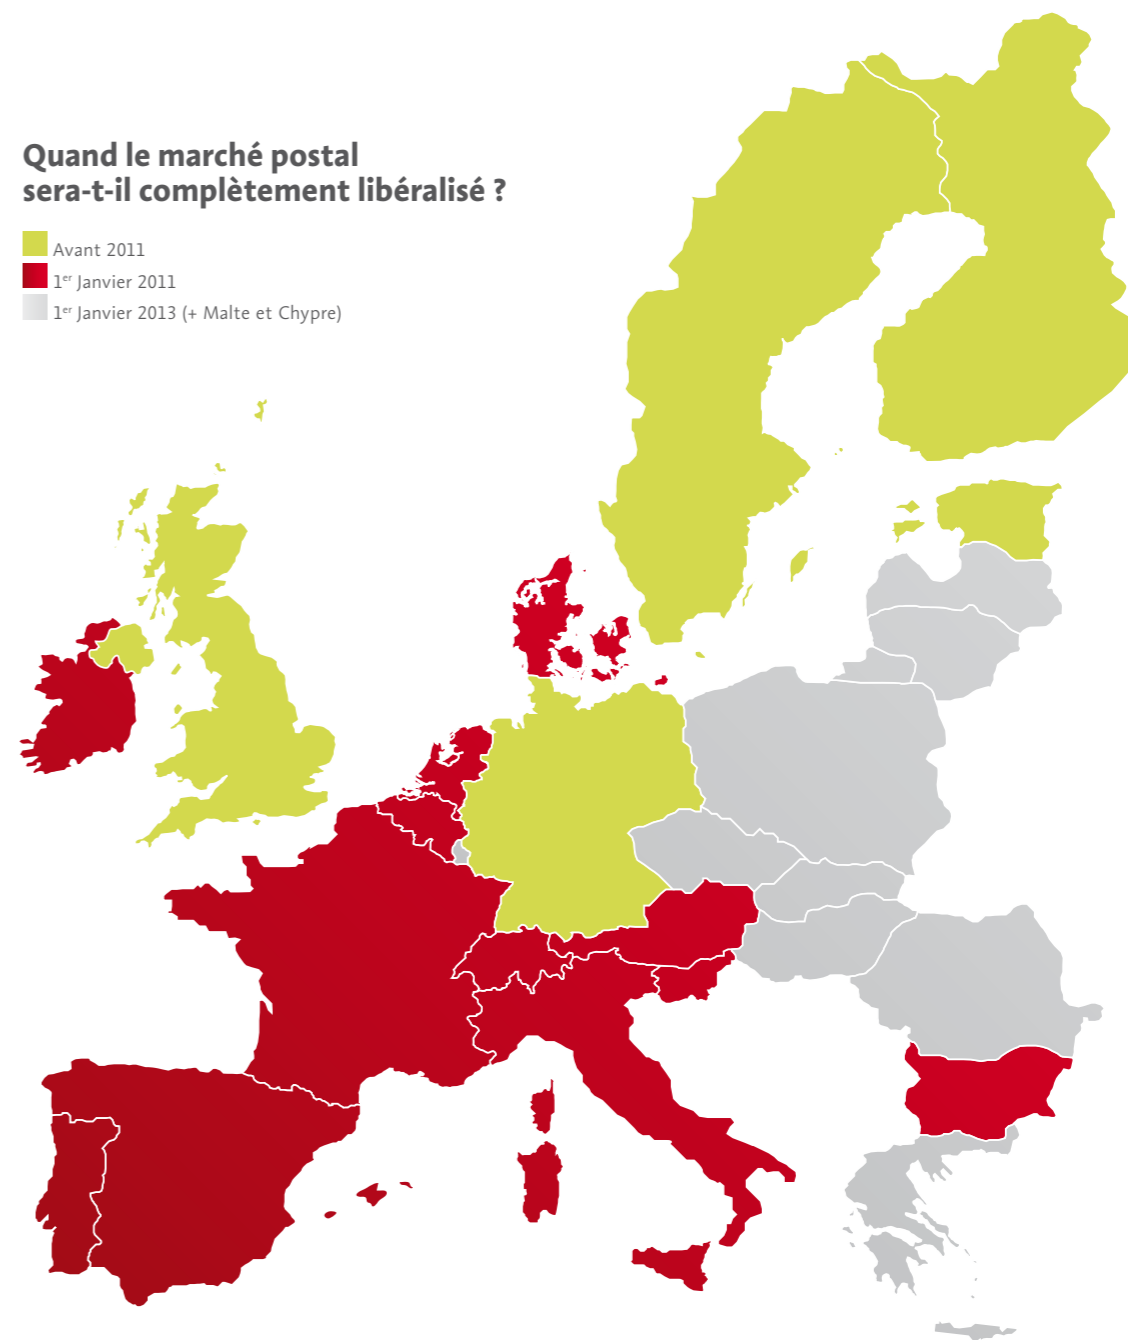 Quand le marché postal
sera-t-il complètement libéralisé ?
Avant 2011
1er Janvier 2011
1er Janvier 2013 (+ Malte et Chypre)